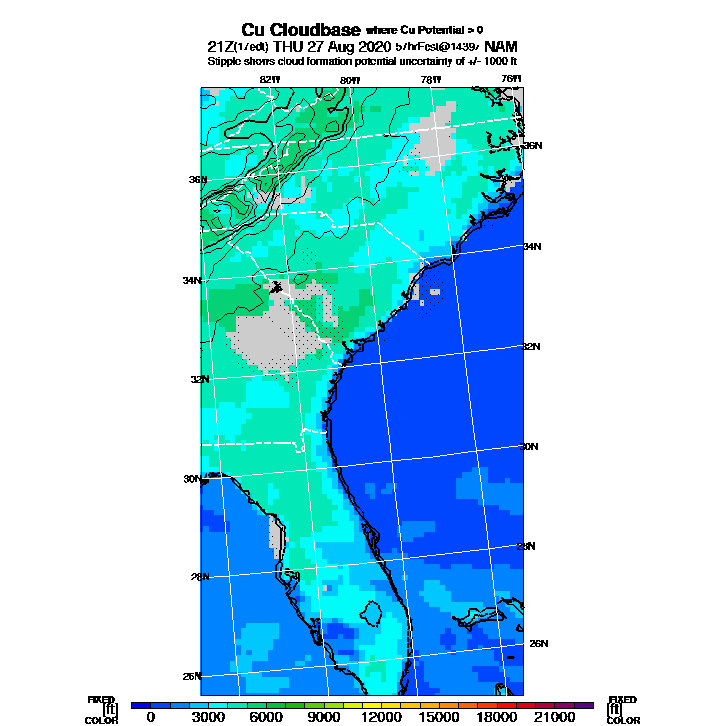 Cu Cloudbase where Cu Potential > 0
21Z(17edt) THU 27 Aug 2020 57hrFcst@1439z NAM
Stipple shows cloud formation potential uncertainty of +/- 1000 ft
82W 80W 78W 76W
36N
36N
34N
34N
32N
32N
30N
30N
28N
28N
26N
26N
FIXED FIXED
[ft] [ft]
COLOR COLOR
0 3000 6000 9000 12000 15000 18000 21000